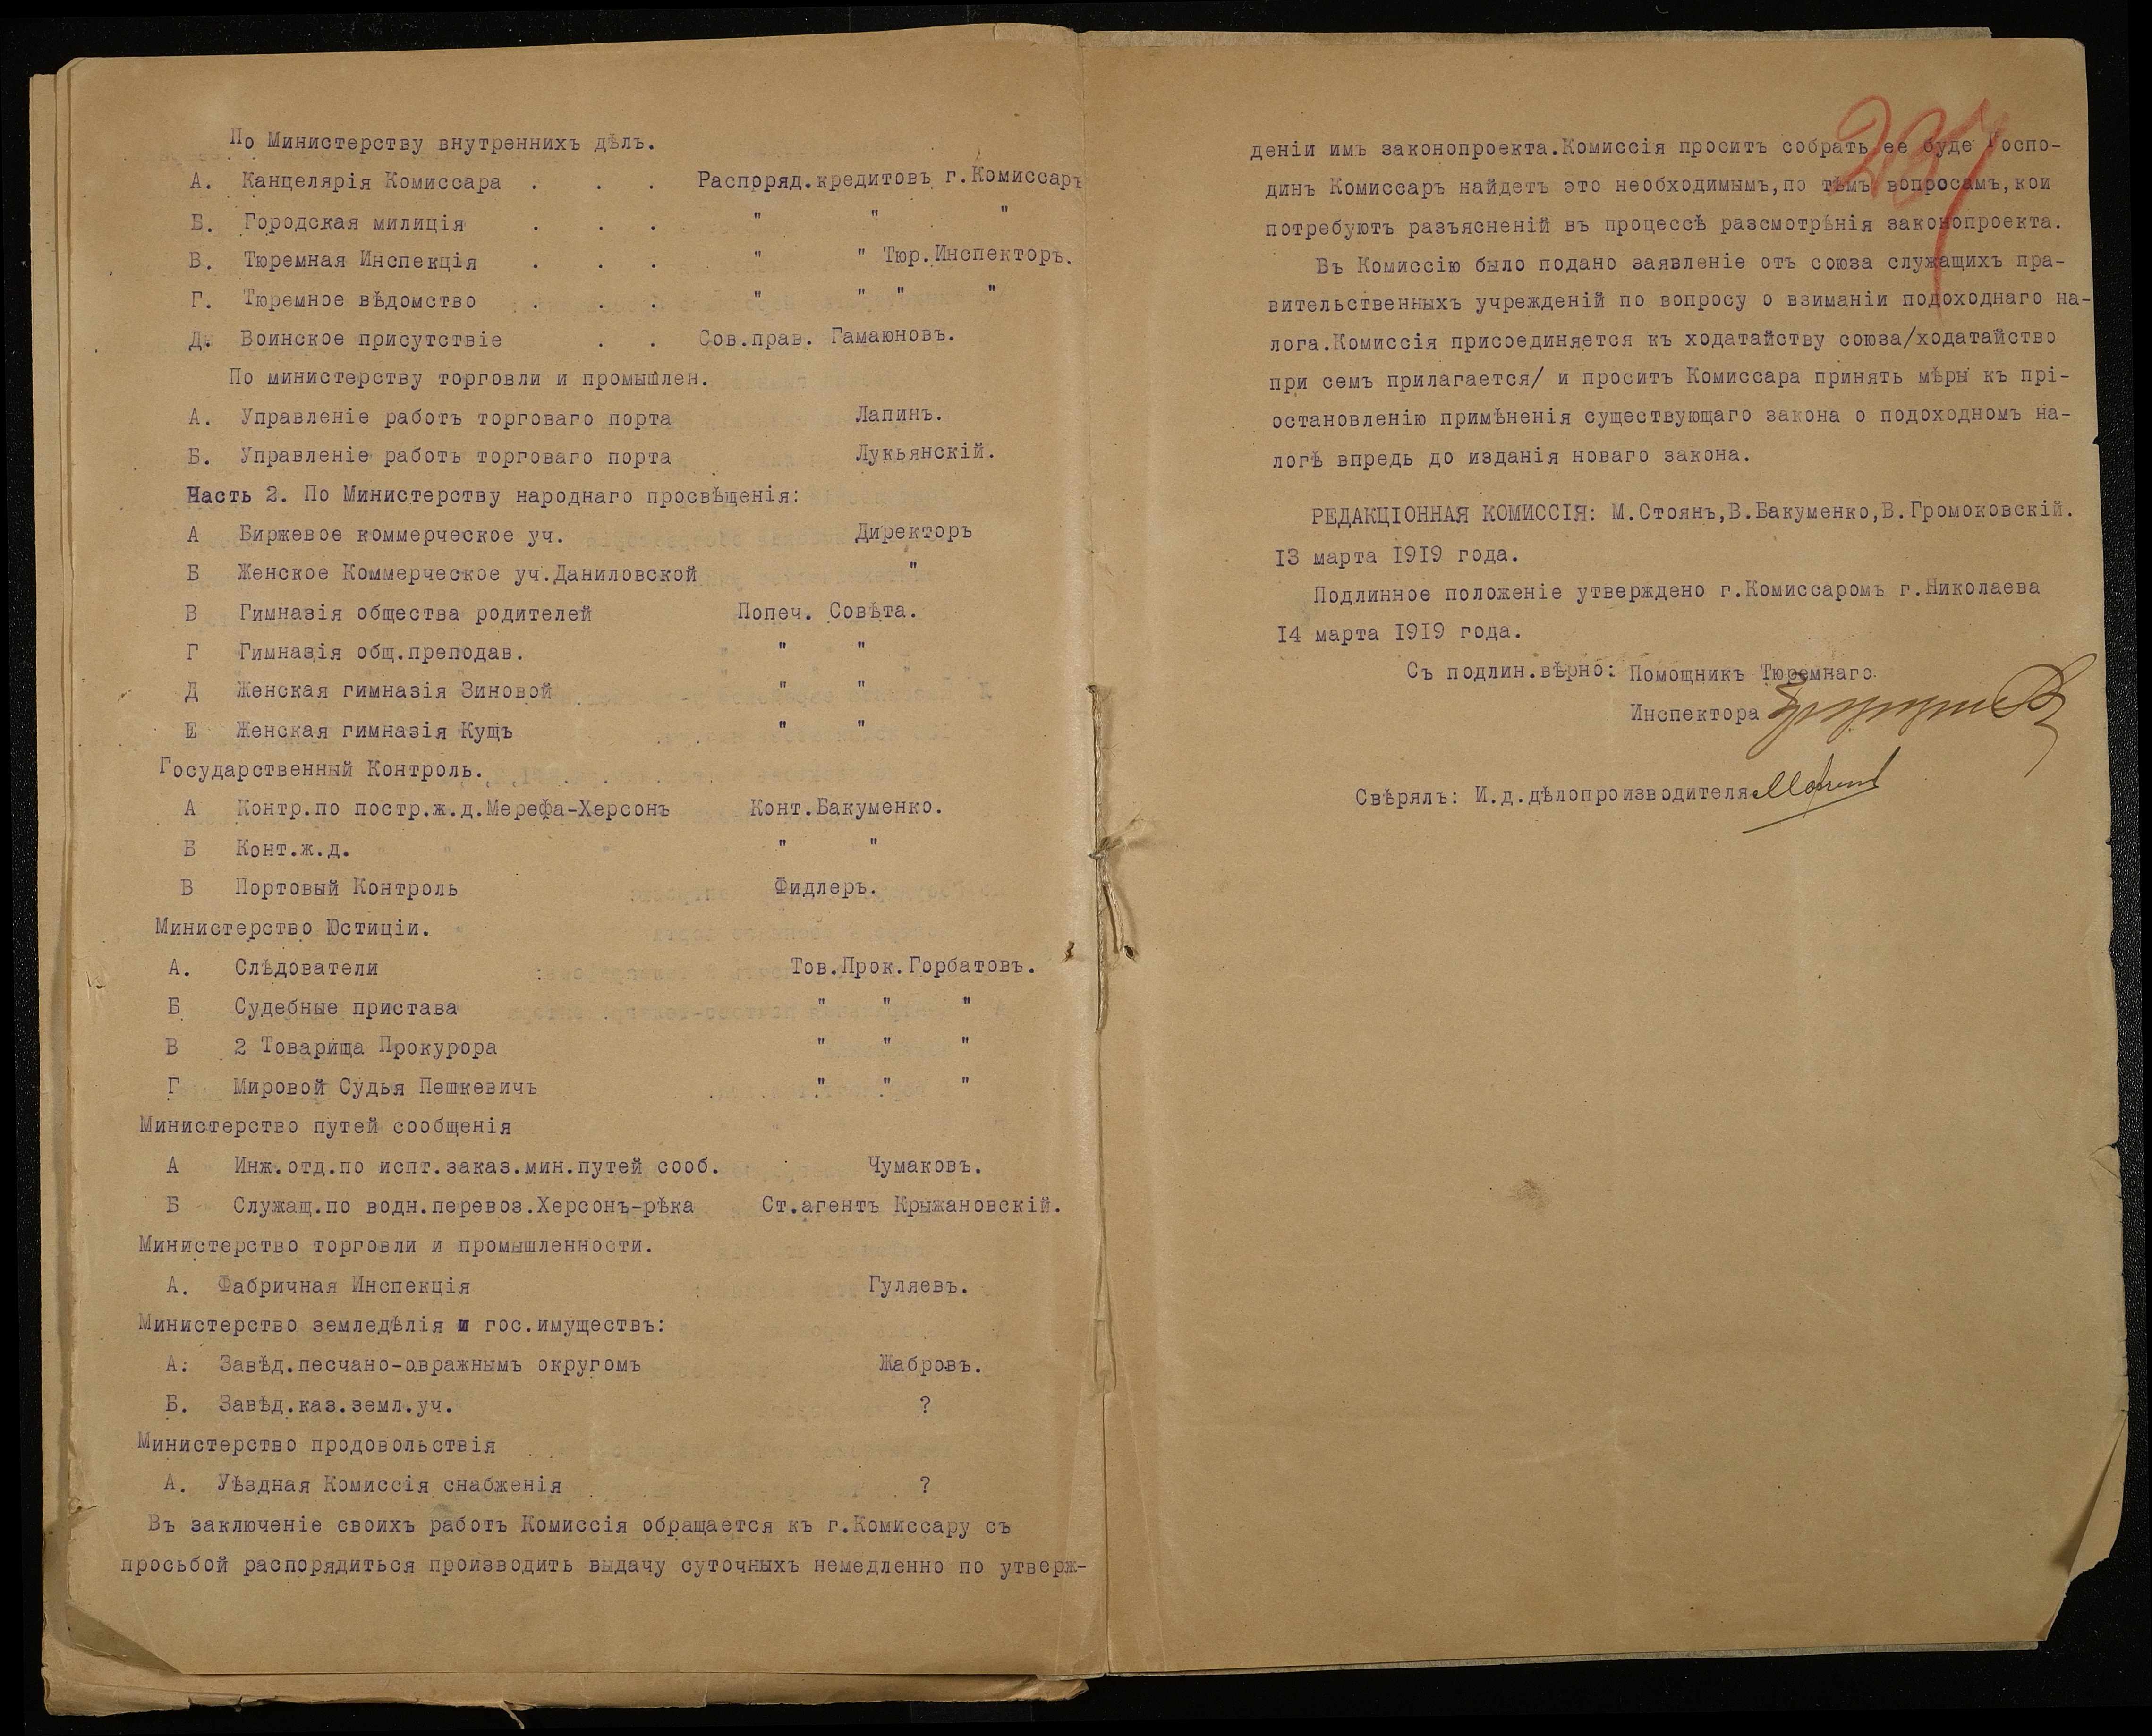 По Министерству внутреннихъ дѣлъ.
А. Канцелярія Комиссара . . . Распоряд.кредитовъ г.Комиссаръ
Б. Городская милиція . . . " " "
В. Тюремная Инспекція . . . " " Тюр.Инспекторъ.
Г. Тюремное вѣдомство . . . " " " "
Д. Воинское присутствіе . . Сов.прав. Гамаюновъ.
По министерству торговли и промышлен.
А. Управленіе работъ торговаго порта Лапинъ.
Б. Управленіе работъ торговаго порта Лукьянскій.
Часть 2. По Министерству народнаго просвѣщенія:
А Биржевое коммерческое уч. Директоръ
Б Женское Коммерческое уч.Даниловской "
В Гимназія общества родителей Попеч. Совѣта.
Г Гимназія общ.преподав. " "
Д Женская гимназія Зиновой " "
Е Женская гимназія Кущъ " "
Государственный Контроль.
А Контр.по постр.ж.д.Мерефа-Херсонъ Конт.Бакуменко.
Б Конт.ж.д. " "
В Портовый Контроль Фидлеръ.
Министерство Юстиціи.
А. Слѣдователи Тов.Прок.Горбатовъ.
Б Судебные пристава " " "
В 2 Товарища Прокурора " " "
Г Мировой Судья Пешкевичъ " " "
Министерство путей сообщенія
А Инж.отд.по испт.заказ.мин.путей сооб. Чумаковъ.
Б Служащ.по водн.перевоз.Херсонъ-рѣка Ст.агентъ Крыжановскій.
Министерство торговли и промышленности.
А. Фабричная Инспекція Гуляевъ.
Министерство земледѣлія и гос.имуществъ:
А: Завѣд.песчано-овражнымъ округомъ Жабровъ.
Б. Завѣд.каз.земл.уч. ?
Министерство продовольствія
А. Уѣздная Комиссія снабженія ?
Въ заключеніе своихъ работъ Комиссія обращается къ г.Комиссару съ
просьбой распорядиться производить выдачу суточныхъ немедленно по утверж-
237
деніи имъ законопроекта.Комиссія проситъ собрать ее буде Госпо-
динъ Комиссаръ найдетъ это необходимымъ,по тѣмъ вопросамъ,кои
потребуютъ разъясненій въ процессѣ разсмотрѣнія законопроекта.
Въ Комиссію было подано заявленіе отъ союза служащихъ пра-
вительственныхъ учрежденій по вопросу о взиманіи подоходнаго на-
лога.Комиссія присоединяется къ ходатайству союза/ходатайство
при семъ прилагается/ и проситъ Комиссара принять мѣры къ прі-
остановленію примѣненія существующаго закона о подоходномъ на-
логѣ впредь до изданія новаго закона.
РЕДАКЦІОННАЯ КОМИССІЯ: М.Стоянъ,В.Бакуменко,В.Громоковскій.
I3 марта I9I9 года.
Подлинное положеніе утверждено г.Комиссаромъ г.Николаева
I4 марта I9I9 года.
Съ подлин.вѣрно: Помощникъ Тюремнаго
Инспектора
Свѣрялъ: И.д.дѣлопроизводителя